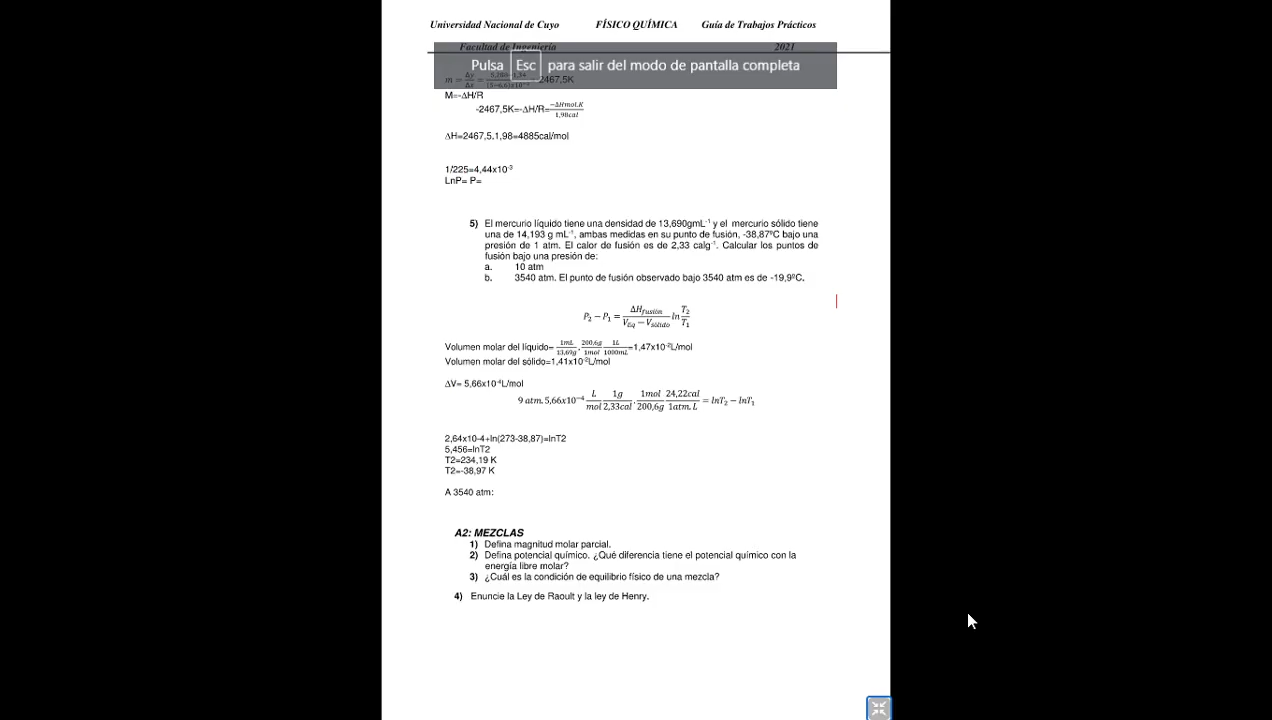 Universidad Nacional de Cuyo FÍSICO QUÍMICA Guía de Trabajos Prácticos
Facultad de Ingeniería 2021
Pulsa Esc para salir del modo de pantalla completa
m = Δy/Δx = -2467,5K
M=-ΔH/R
-2467,5K=-ΔH/R= −ΔHmol.K/1,98cal
ΔH=2467,5.1,98=4885cal/mol
1/225=4,44x10⁻³
LnP= P=
5) El mercurio líquido tiene una densidad de 13,690gmL⁻¹ y el mercurio sólido tiene
una de 14,193 g mL⁻¹, ambas medidas en su punto de fusión, -38,87ºC bajo una
presión de 1 atm. El calor de fusión es de 2,33 calg⁻¹. Calcular los puntos de
fusión bajo una presión de:
a. 10 atm
b. 3540 atm. El punto de fusión observado bajo 3540 atm es de -19,9ºC.
P₂ − P₁ = ΔH fusión/(V líq − V sólido) ln T₂/T₁
Volumen molar del líquido= 1mL/13,69g . 200,6g/1mol 1L/1000mL =1,47x10⁻²L/mol
Volumen molar del sólido=1,41x10⁻²L/mol
ΔV= 5,66x10⁻⁴L/mol
9 atm. 5,66x10⁻⁴ L/mol 1g/2,33cal . 1mol/200,6g 24,22cal/1atm.L = lnT₂ − lnT₁
2,64x10-4+ln(273-38,87)=lnT2
5,456=lnT2
T2=234,19 K
T2=-38,97 K
A 3540 atm:
A2: MEZCLAS
1) Defina magnitud molar parcial.
2) Defina potencial químico. ¿Qué diferencia tiene el potencial químico con la
energía libre molar?
3) ¿Cuál es la condición de equilibrio físico de una mezcla?
4) Enuncie la Ley de Raoult y la ley de Henry.